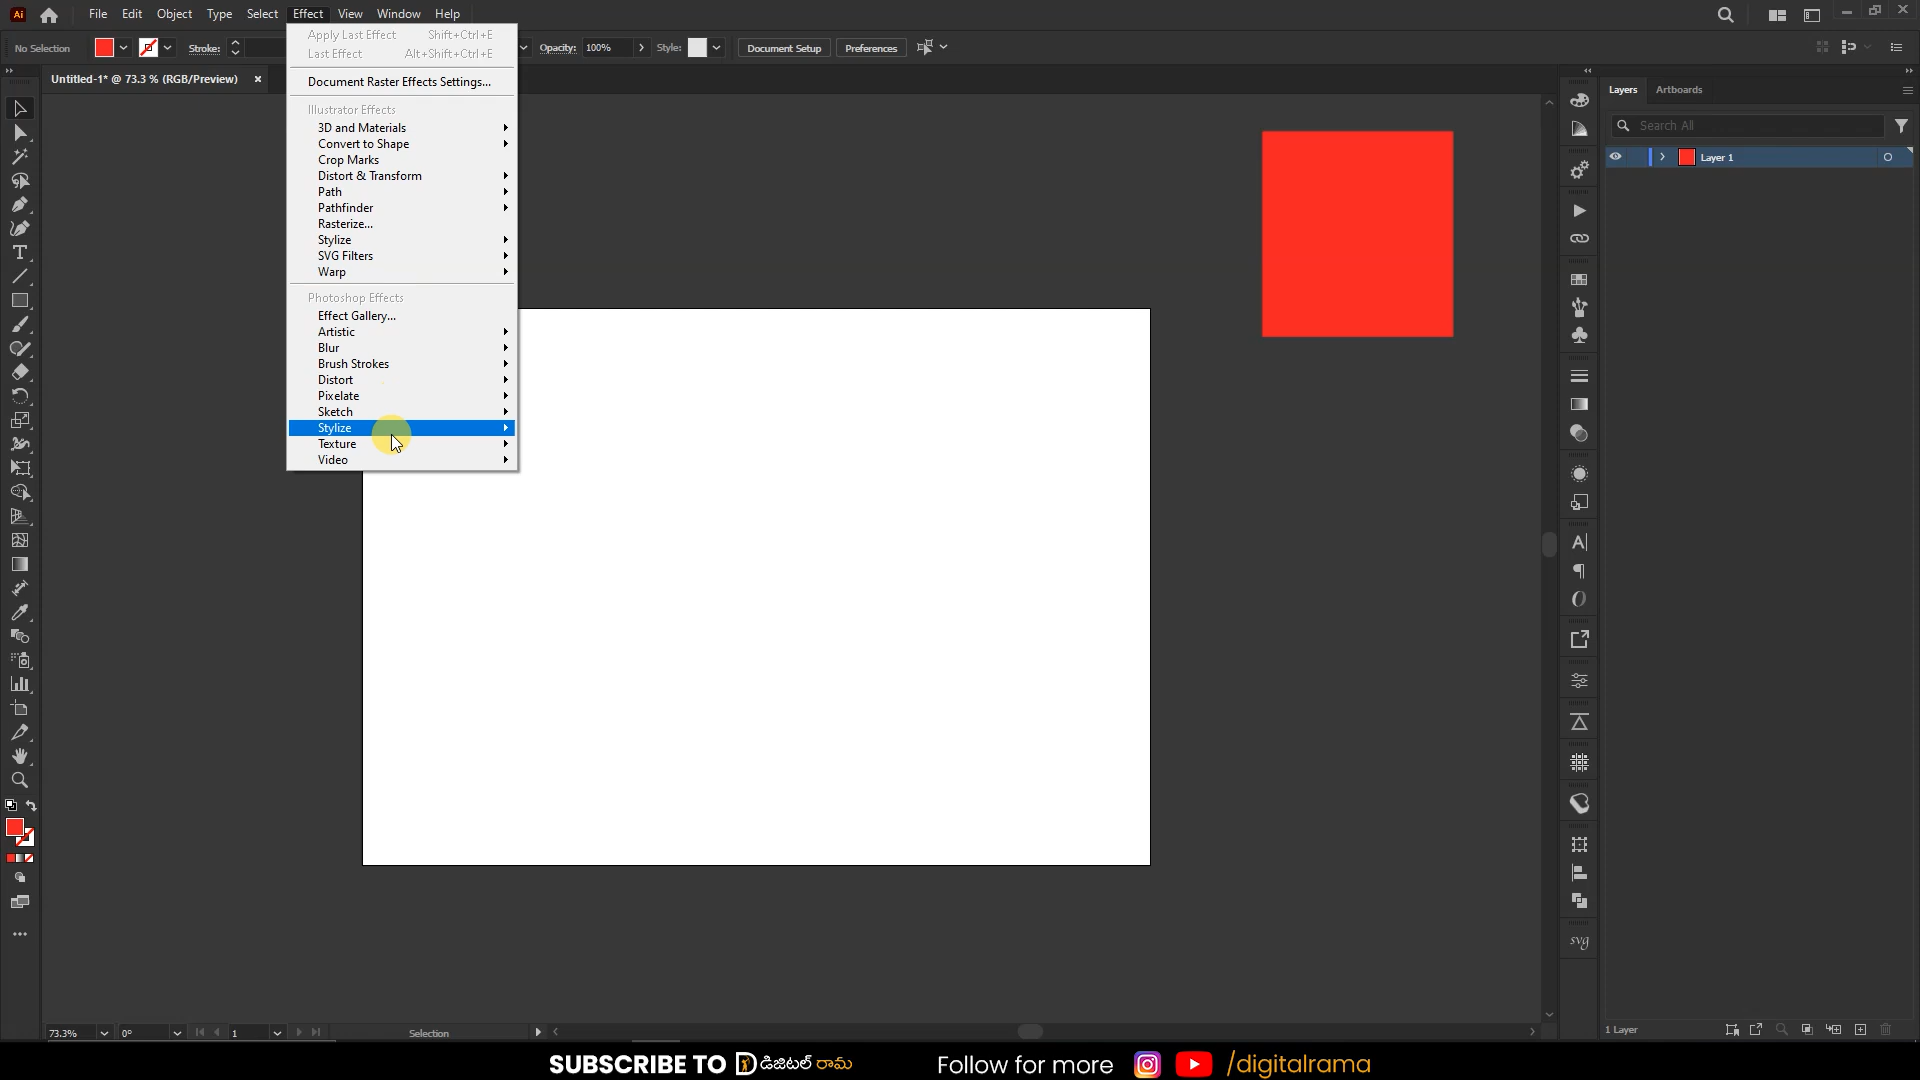 Ai File Edit Object Type Select Effect View Window Help
No Selection Stroke: Opacity: 100% Style: Document Setup Preferences
Untitled-1* @ 73.3 % (RGB/Preview) ×
Apply Last Effect Shift+Ctrl+E
Last Effect Alt+Shift+Ctrl+E
Document Raster Effects Settings...
Illustrator Effects
3D and Materials
Convert to Shape
Crop Marks
Distort & Transform
Path
Pathfinder
Rasterize...
Stylize
SVG Filters
Warp
Photoshop Effects
Effect Gallery...
Artistic
Blur
Brush Strokes
Distort
Pixelate
Sketch
Stylize
Texture
Video
Layers Artboards
Search All
Layer 1
svg
1 Layer
73.3% 0° 1 Selection
SUBSCRIBE TO డిజిటల్ రామ Follow for more /digitalrama